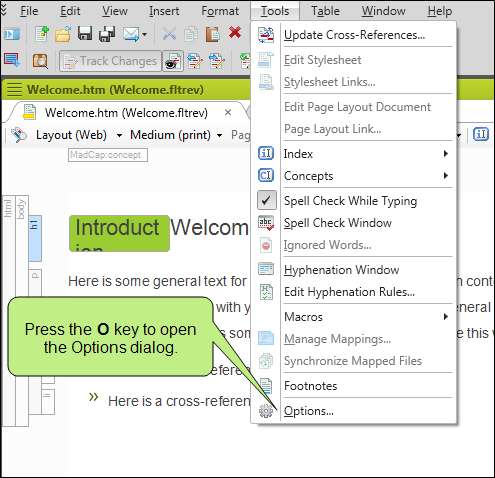 File Edit View Insert Format Tools Table Window Help
Track Changes
Welcome.htm (Welcome.fltrev)
Welcome.htm (Welcome.fltrev) ×
Layout (Web) Medium (print)
MadCap:concept
html
body
h1
p
Introduct
Welcom
Here is some general text for
with y
som
Here is a cross-referen
Update Cross-References...
Edit Stylesheet
Stylesheet Links...
Edit Page Layout Document
Page Layout Link...
Index
Concepts
Spell Check While Typing
Spell Check Window
Ignored Words...
Hyphenation Window
Edit Hyphenation Rules...
Macros
Manage Mappings...
Synchronize Mapped Files
Footnotes
Options...
Press the O key to open
the Options dialog.